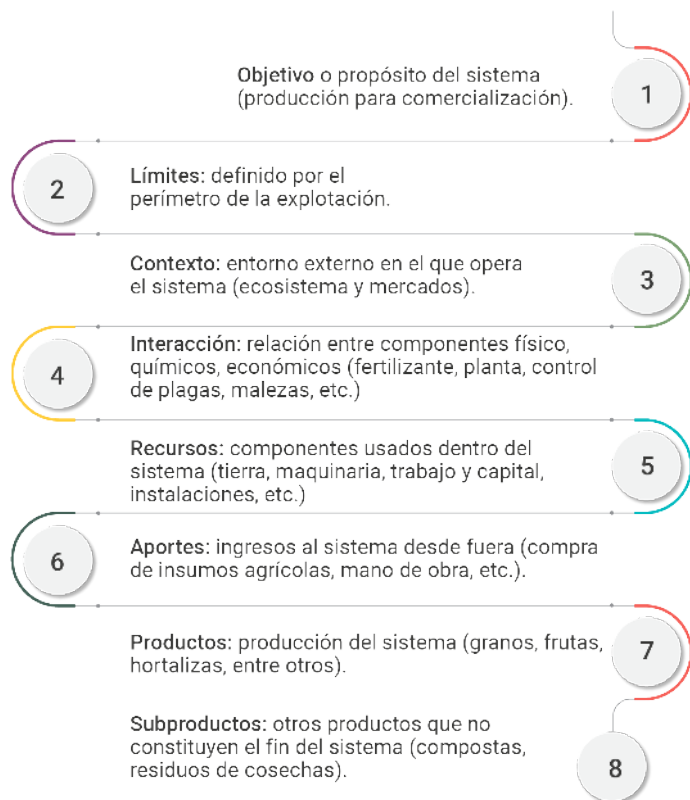 Objetivo o propósito del sistema
(producción para comercialización).
1
2
Límites: definido por el
perímetro de la explotación.
Contexto: entorno externo en el que opera
el sistema (ecosistema y mercados).
3
4
Interacción: relación entre componentes físico,
químicos, económicos (fertilizante, planta, control
de plagas, malezas, etc.)
Recursos: componentes usados dentro del
sistema (tierra, maquinaria, trabajo y capital,
instalaciones, etc.)
5
6
Aportes: ingresos al sistema desde fuera (compra
de insumos agrícolas, mano de obra, etc.).
Productos: producción del sistema (granos, frutas,
hortalizas, entre otros).
7
Subproductos: otros productos que no
constituyen el fin del sistema (compostas,
residuos de cosechas).
8